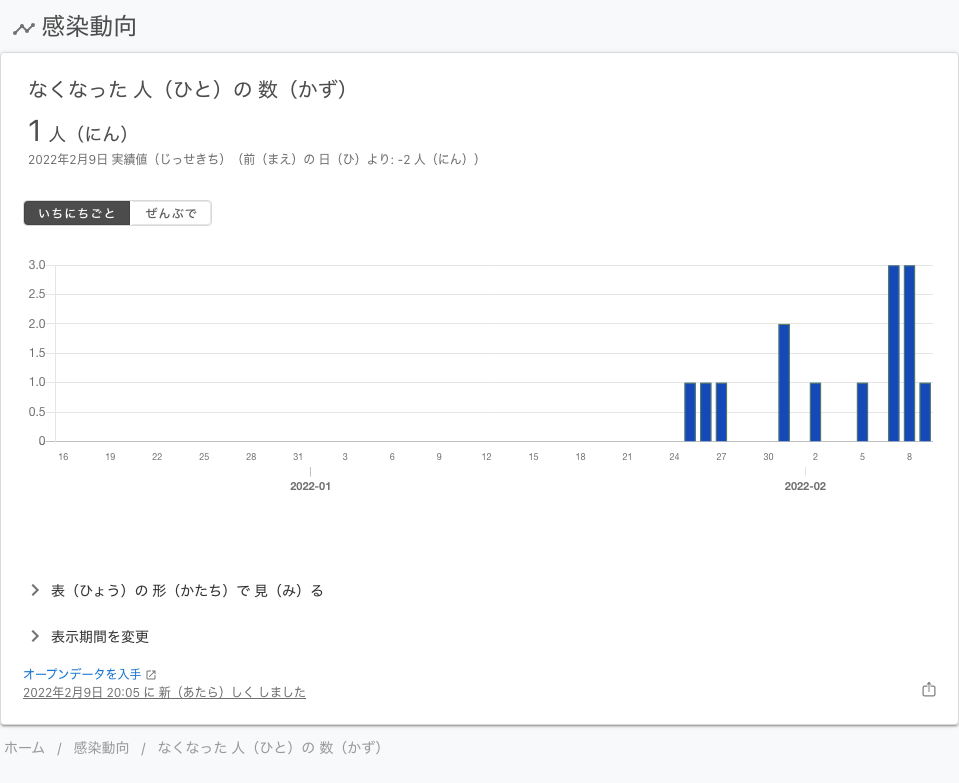 感染動向
なくなった 人（ひと）の 数（かず）
1 人（にん）
2022年2月9日 実績値（じっせきち）（前（まえ）の 日（ひ）より: -2 人（にん））
いちにちごと ぜんぶで
3.0
2.5
2.0
1.5
1.0
0.5
0
16 19 22 25 28 31 3 6 9 12 15 18 21 24 27 30 2 5 8
2022-01 2022-02
表（ひょう）の 形（かたち）で 見（み）る
表示期間を変更
オープンデータを入手
2022年2月9日 20:05 に 新（あたら）しく しました
ホーム / 感染動向 / なくなった 人（ひと）の 数（かず）